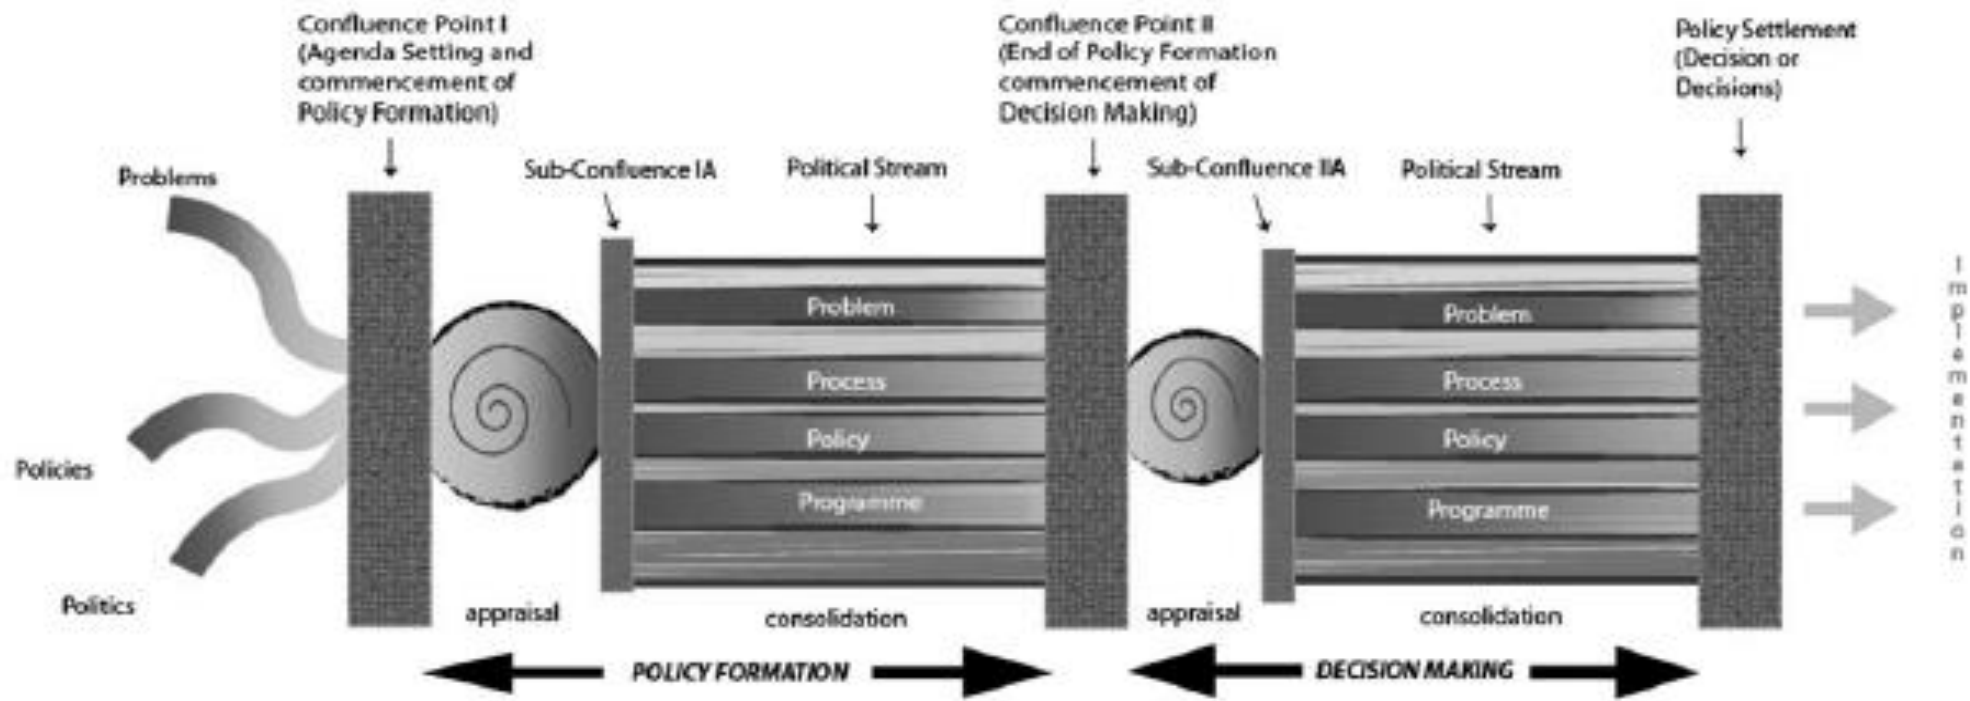 Confluence Point I
(Agenda Setting and
commencement of
Policy Formation)
Confluence Point II
(End of Policy Formation
commencement of
Decision Making)
Policy Settlement
(Decision or
Decisions)
Problems
Sub-Confluence IA
Political Stream
Sub-Confluence IIA
Political Stream
Problem
Process
Policy
Programme
Problem
Process
Policy
Programme
Policies
Politics
appraisal
consolidation
appraisal
consolidation
POLICY FORMATION
DECISION MAKING
Implementation